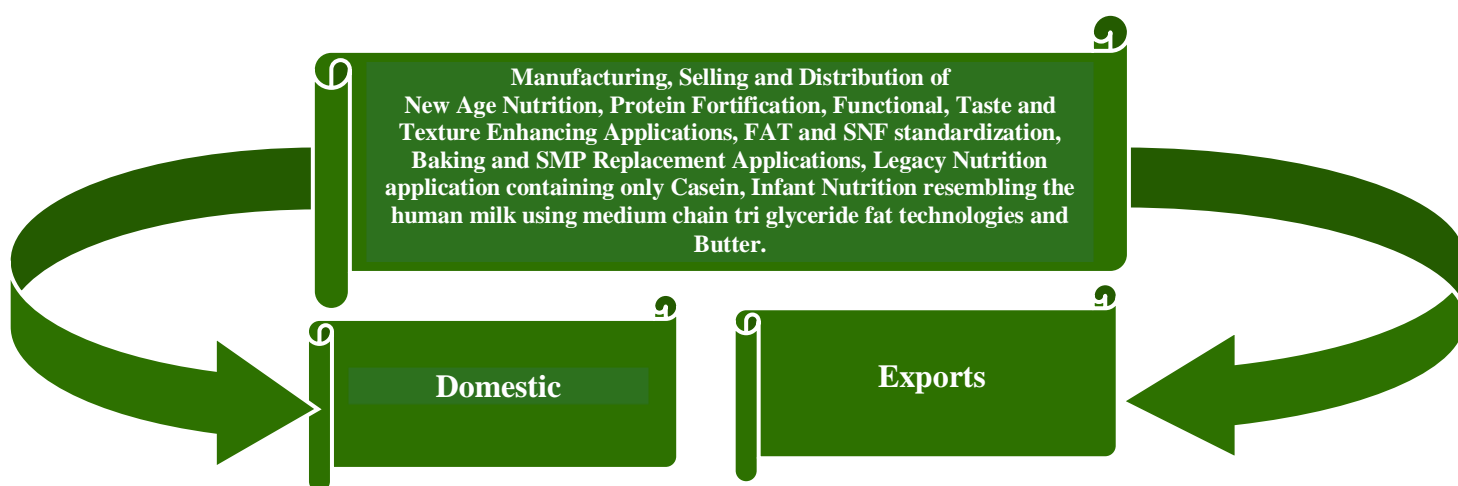 Manufacturing, Selling and Distribution of
New Age Nutrition, Protein Fortification, Functional, Taste and
Texture Enhancing Applications, FAT and SNF standardization,
Baking and SMP Replacement Applications, Legacy Nutrition
application containing only Casein, Infant Nutrition resembling the
human milk using medium chain tri glyceride fat technologies and
Butter.
Domestic
Exports